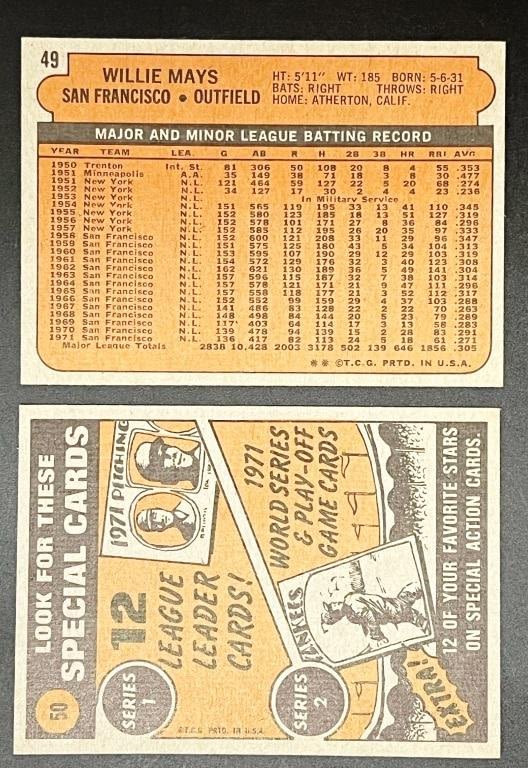 49
WILLIE MAYS
SAN FRANCISCO • OUTFIELD
HT: 5'11" WT: 185 BORN: 5-6-31
BATS: RIGHT THROWS: RIGHT
HOME: ATHERTON, CALIF.
MAJOR AND MINOR LEAGUE BATTING RECORD
YEAR TEAM LEA. G AB R H 2B 3B HR RBI AVG.
1950 Trenton Int. St. 81 306 50 108 20 8 4 55 .353
1951 Minneapolis A.A. 35 149 38 71 18 3 8 30 .477
1951 New York N.L. 121 464 59 127 22 5 20 68 .274
1952 New York N.L. 34 127 17 30 2 4 4 23 .236
1953 New York N.L. In Military Service
1954 New York N.L. 151 565 119 195 33 13 41 110 .345
1955 New York N.L. 152 580 123 185 18 13 51 127 .319
1956 New York N.L. 152 578 101 171 27 8 36 84 .296
1957 New York N.L. 152 585 112 195 26 20 35 97 .333
1958 San Francisco N.L. 152 600 121 208 33 11 29 96 .347
1959 San Francisco N.L. 151 575 125 180 43 5 34 104 .313
1960 San Francisco N.L. 153 595 107 190 29 12 29 103 .319
1961 San Francisco N.L. 154 572 129 176 32 3 40 123 .308
1962 San Francisco N.L. 162 621 130 189 36 5 49 141 .304
1963 San Francisco N.L. 157 596 115 187 32 7 38 103 .314
1964 San Francisco N.L. 157 578 121 171 21 9 47 111 .296
1965 San Francisco N.L. 157 558 118 177 21 3 52 112 .317
1966 San Francisco N.L. 152 552 99 159 29 4 37 103 .288
1967 San Francisco N.L. 141 486 83 128 22 2 22 70 .263
1968 San Francisco N.L. 148 498 84 144 20 5 23 79 .289
1969 San Francisco N.L. 117 403 64 114 17 3 13 58 .283
1970 San Francisco N.L. 139 478 94 139 15 2 28 83 .291
1971 San Francisco N.L. 136 417 82 113 24 5 18 61 .271
Major League Totals 2838 10,428 2003 3178 502 139 646 1856 .305
** ©T.C.G. PRTD. IN U.S.A.
50
LOOK FOR THESE
SPECIAL CARDS
SERIES 1
12
LEAGUE
LEADER
CARDS!
1971 PITCHING
SERIES 2
1971
WORLD SERIES
& PLAY-OFF
GAME CARDS
YANKEES
EXTRA!
12 OF YOUR FAVORITE STARS
ON SPECIAL ACTION CARDS.
*©T.C.G. PRTD. IN U.S.A.